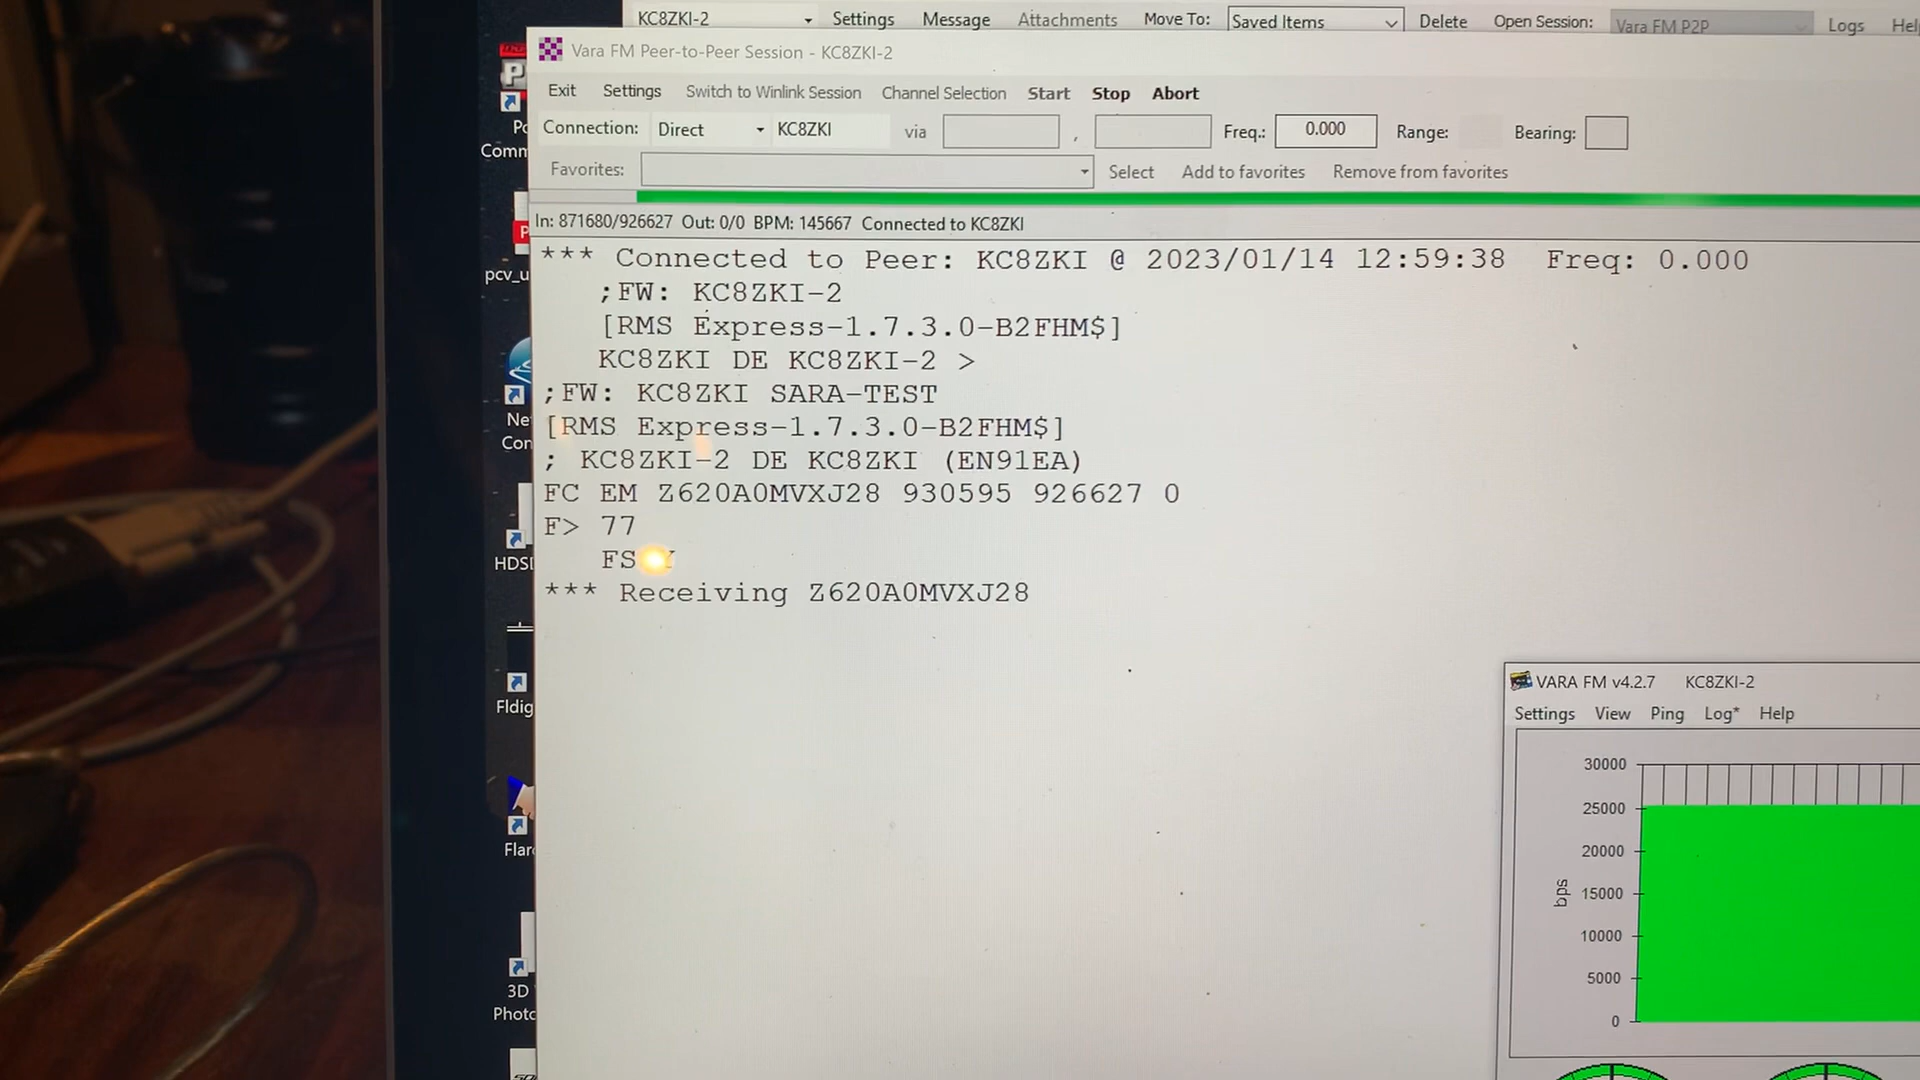 KC8ZKI-2 Settings Message Attachments Move To: Saved Items Delete Open Session: Vara FM P2P Logs
Vara FM Peer-to-Peer Session - KC8ZKI-2
Exit Settings Switch to Winlink Session Channel Selection Start Stop Abort
Connection: Direct KC8ZKI via , Freq.: 0.000 Range: Bearing:
Favorites: Select Add to favorites Remove from favorites
In: 871680/926627 Out: 0/0 BPM: 145667 Connected to KC8ZKI
*** Connected to Peer: KC8ZKI @ 2023/01/14 12:59:38 Freq: 0.000
;FW: KC8ZKI-2
[RMS Express-1.7.3.0-B2FHM$]
KC8ZKI DE KC8ZKI-2 >
;FW: KC8ZKI SARA-TEST
[RMS Express-1.7.3.0-B2FHM$]
; KC8ZKI-2 DE KC8ZKI (EN91EA)
FC EM Z620A0MVXJ28 930595 926627 0
F> 77
FS
*** Receiving Z620A0MVXJ28
pcv_u
Ne
Con
HDSD
Fldig
Flar
3D
Photo
VARA FM v4.2.7 KC8ZKI-2
Settings View Ping Log* Help
30000
25000
20000
bps
15000
10000
5000
0